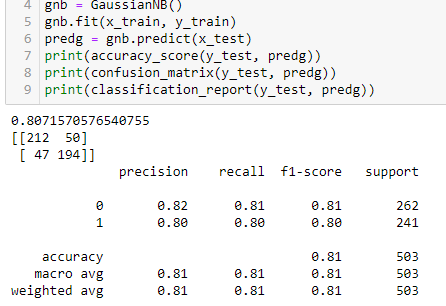 4 gnb = GaussianNB()
5 gnb.fit(x_train, y_train)
6 predg = gnb.predict(x_test)
7 print(accuracy_score(y_test, predg))
8 print(confusion_matrix(y_test, predg))
9 print(classification_report(y_test, predg))
0.8071570576540755
[[212  50]
 [ 47 194]]
              precision    recall  f1-score   support

           0       0.82      0.81      0.81       262
           1       0.80      0.80      0.80       241

    accuracy                           0.81       503
   macro avg       0.81      0.81      0.81       503
weighted avg       0.81      0.81      0.81       503